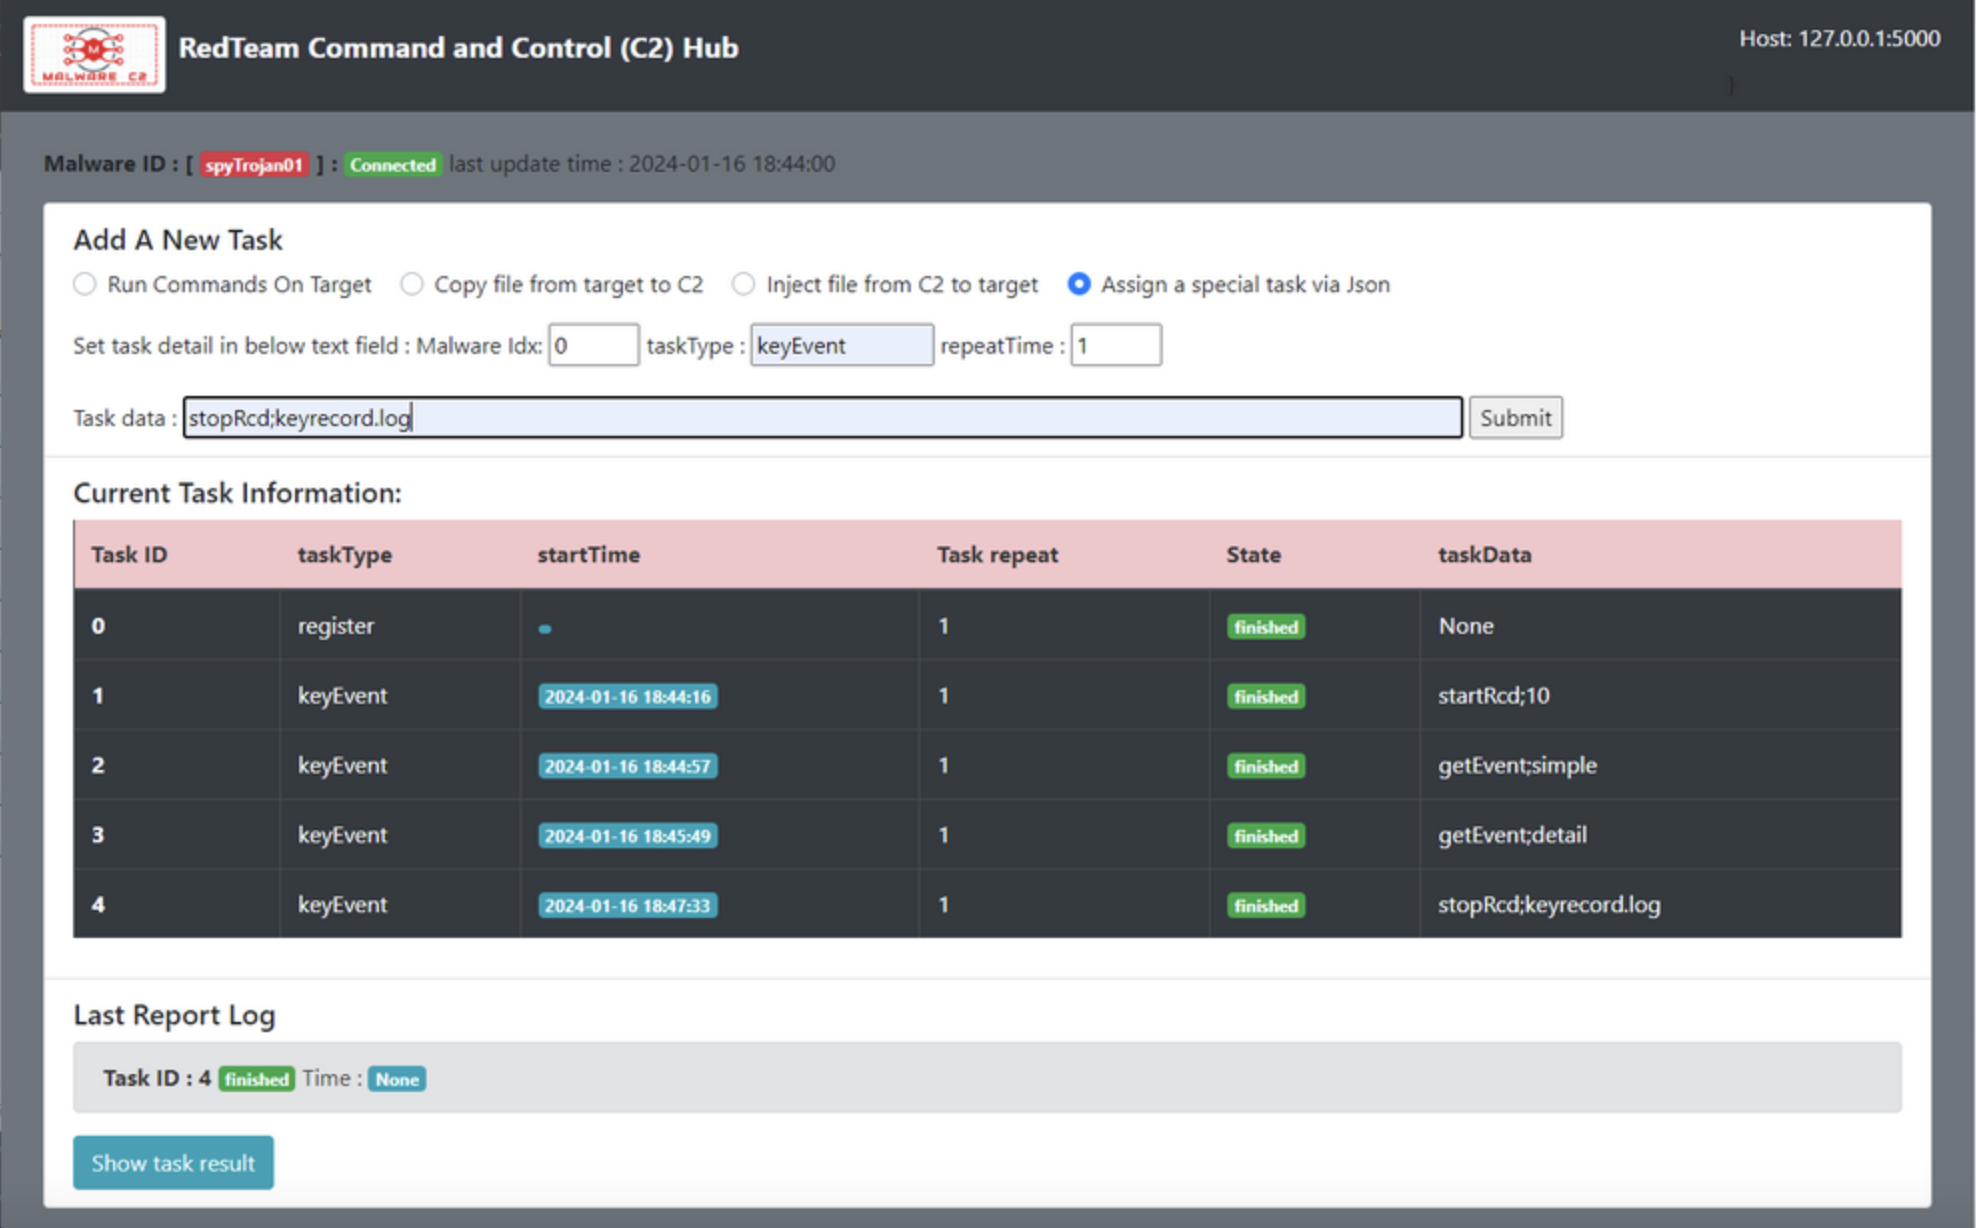 MALWARE C2
RedTeam Command and Control (C2) Hub
Host: 127.0.0.1:5000
}
Malware ID : [ spyTrojan01 ] : Connected last update time : 2024-01-16 18:44:00
Add A New Task
Run Commands On Target Copy file from target to C2 Inject file from C2 to target Assign a special task via Json
Set task detail in below text field : Malware Idx: 0 taskType : keyEvent repeatTime : 1
Task data : stopRcd;keyrecord.log Submit
Current Task Information:
Task ID taskType startTime Task repeat State taskData
0 register 1 finished None
1 keyEvent 2024-01-16 18:44:16 1 finished startRcd;10
2 keyEvent 2024-01-16 18:44:57 1 finished getEvent;simple
3 keyEvent 2024-01-16 18:45:49 1 finished getEvent;detail
4 keyEvent 2024-01-16 18:47:33 1 finished stopRcd;keyrecord.log
Last Report Log
Task ID : 4 finished Time : None
Show task result